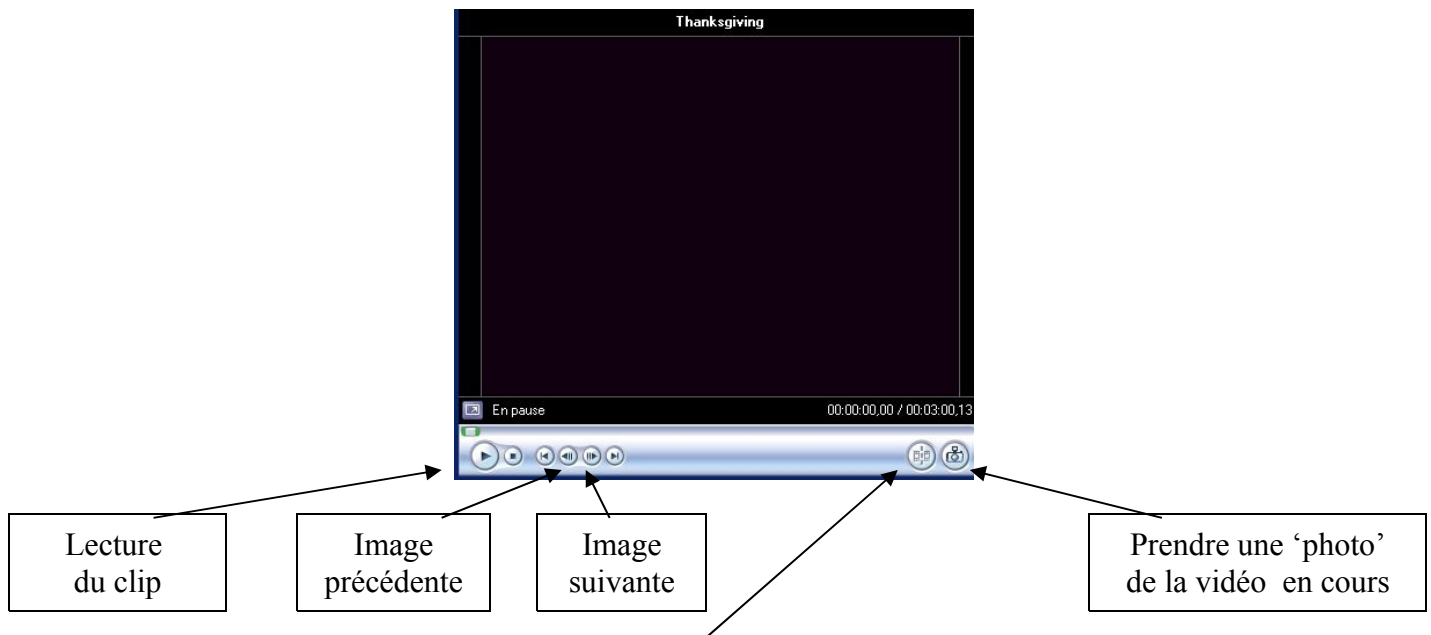 Thanksgiving
En pause
00:00:00,00 / 00:03:00,13
Lecture
du clip
Image
précédente
Image
suivante
Prendre une ‘photo’
de la vidéo en cours